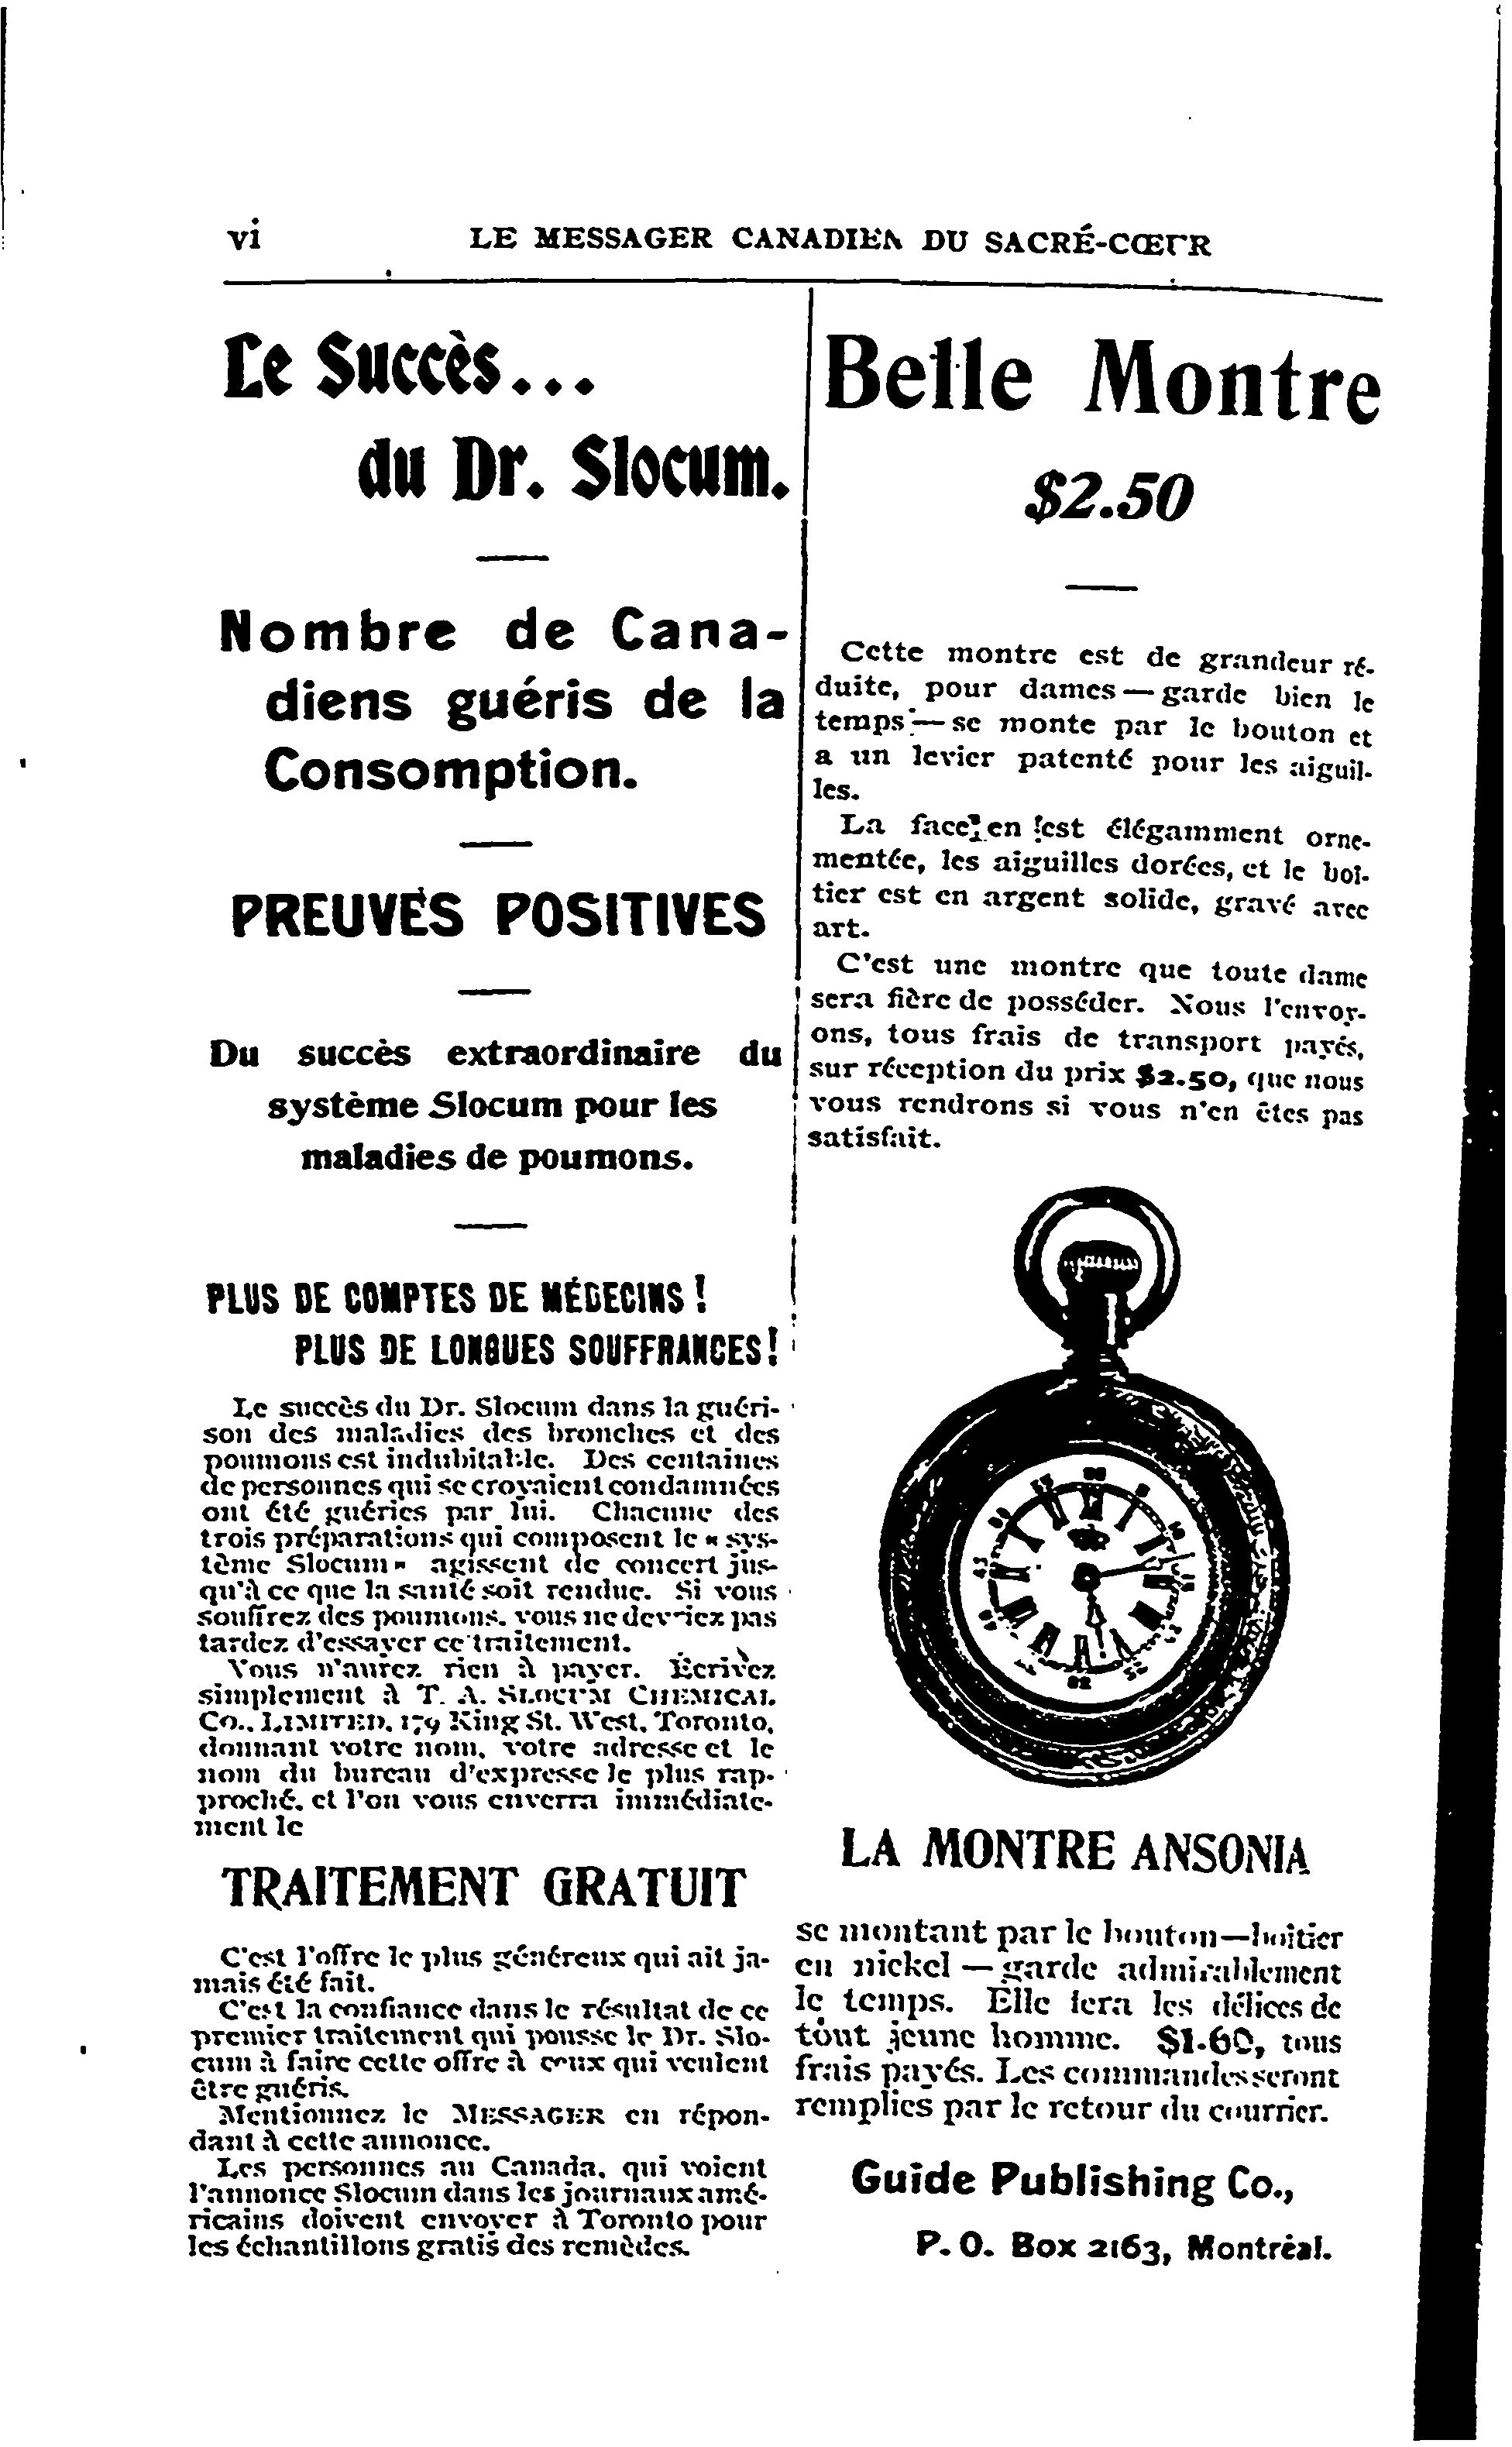 vi LE MESSAGER CANADIEN DU SACRÉ-CŒUR
Le Succès...
du Dr. Slocum.
Nombre de Cana-
diens guéris de la
Consomption.
PREUVES POSITIVES
Du succès extraordinaire du
système Slocum pour les
maladies de poumons.
PLUS DE COMPTES DE MÉDECINS !
PLUS DE LONGUES SOUFFRANCES !
Le succès du Dr. Slocum dans la guéri-
son des maladies des bronches et des
poumons est indubitable. Des centaines
de personnes qui se croyaient condamnées
ont été guéries par lui. Chacune des
trois préparations qui composent le « sys-
tème Slocum » agissent de concert jus-
qu'à ce que la santé soit rendue. Si vous
souffrez des poumons, vous ne devriez pas
tardez d'essayer ce traitement.
Vous n'aurez rien à payer. Écrivez
simplement à T. A. SLOCUM CHEMICAL
CO., LIMITED, 179 King St. West, Toronto,
donnant votre nom, votre adresse et le
nom du bureau d'expresse le plus rap-
proché, et l'on vous enverra immédiate-
ment le
TRAITEMENT GRATUIT
C'est l'offre le plus généreux qui ait ja-
mais été fait.
C'est la confiance dans le résultat de ce
premier traitement qui pousse le Dr. Slo-
cum à faire cette offre à ceux qui veulent
être guéris.
Mentionnez le MESSAGER en répon-
dant à cette annonce.
Les personnes au Canada, qui voient
l'annonce Slocum dans les journaux amé-
ricains doivent envoyer à Toronto pour
les échantillons gratis des remèdes.
Belle Montre
$2.50
Cette montre est de grandeur ré-
duite, pour dames — garde bien le
temps — se monte par le bouton et
a un levier patenté pour les aiguil-
les.
La face en est élégamment orne-
mentée, les aiguilles dorées, et le boî-
tier est en argent solide, gravé avec
art.
C'est une montre que toute dame
sera fière de posséder. Nous l'envoy-
ons, tous frais de transport payés,
sur réception du prix $2.50, que nous
vous rendrons si vous n'en êtes pas
satisfait.
LA MONTRE ANSONIA
se montant par le bouton—boîtier
en nickel — garde admirablement
le temps. Elle fera les délices de
tout jeune homme. $1.60, tous
frais payés. Les commandes seront
remplies par le retour du courrier.
Guide Publishing Co.,
P. O. Box 2163, Montréal.